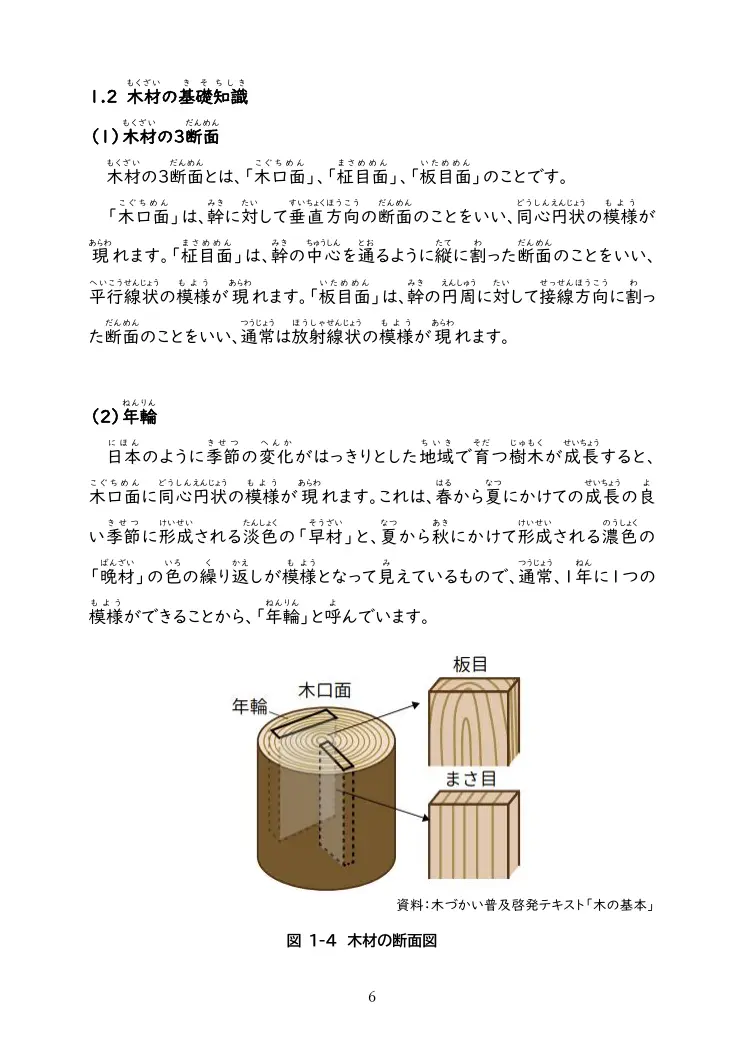 1.2 木材の基礎知識
(1)木材の3断面
木材の3断面とは、「木口面」、「柾目面」、「板目面」のことです。
「木口面」は、幹に対して垂直方向の断面のことをいい、同心円状の模様が
現れます。「柾目面」は、幹の中心を通るように縦に割った断面のことをいい、
平行線状の模様が現れます。「板目面」は、幹の円周に対して接線方向に割っ
た断面のことをいい、通常は放射線状の模様が現れます。
(2)年輪
日本のように季節の変化がはっきりとした地域で育つ樹木が成長すると、
木口面に同心円状の模様が現れます。これは、春から夏にかけての成長の良
い季節に形成される淡色の「早材」と、夏から秋にかけて形成される濃色の
「晩材」の色の繰り返しが模様となって見えているもので、通常、1年に1つの
模様ができることから、「年輪」と呼んでいます。
板目
木口面
年輪
まさ目
資料:木づかい普及啓発テキスト「木の基本」
図 1-4 木材の断面図
6